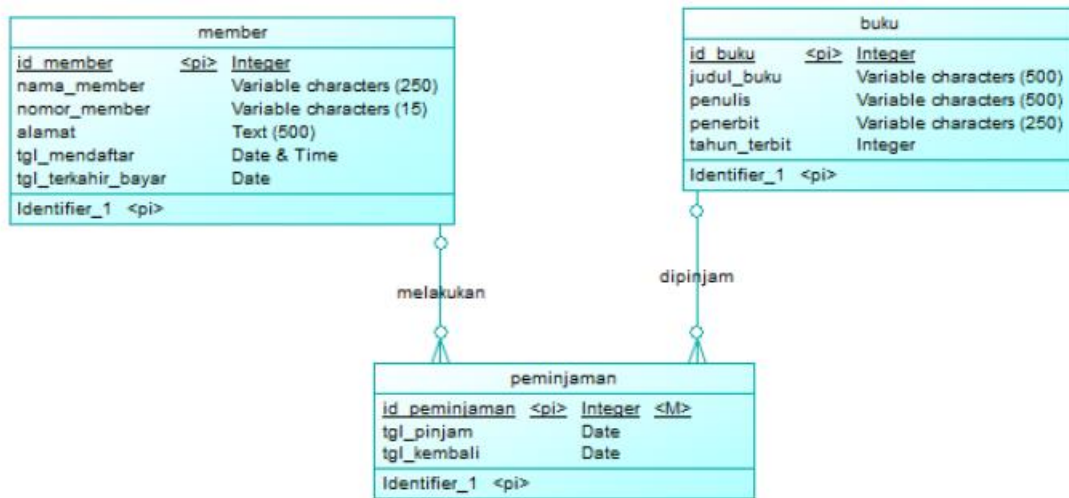 member
id_member <pi> Integer
nama_member Variable characters (250)
nomor_member Variable characters (15)
alamat Text (500)
tgl_mendaftar Date & Time
tgl_terkahir_bayar Date
Identifier_1 <pi>
buku
id_buku <pi> Integer
judul_buku Variable characters (500)
penulis Variable characters (500)
penerbit Variable characters (250)
tahun_terbit Integer
Identifier_1 <pi>
melakukan
dipinjam
peminjaman
id_peminjaman <pi> Integer <M>
tgl_pinjam Date
tgl_kembali Date
Identifier_1 <pi>